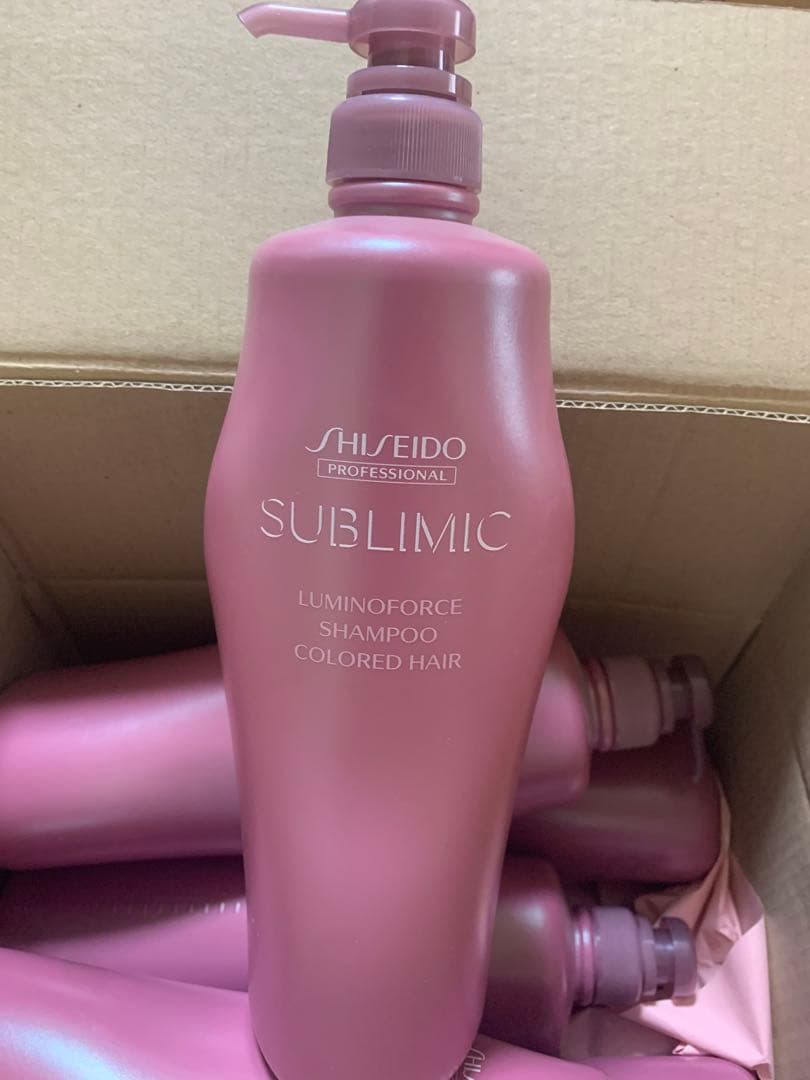 SHISEIDO
PROFESSIONAL
SUBLIMIC
LUMINOFORCE
SHAMPOO
COLORED HAIR